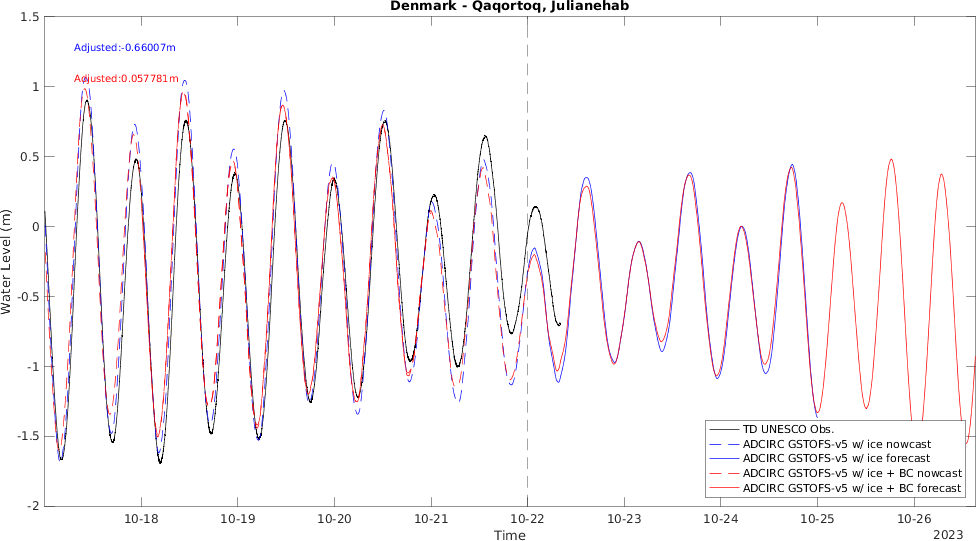 Denmark - Qaqortoq, Julianehab
1.5
1
0.5
0
-0.5
-1
-1.5
-2
Water Level (m)
Adjusted:-0.66007m
Adjusted:0.057781m
TD UNESCO Obs.
ADCIRC GSTOFS-v5 w/ ice nowcast
ADCIRC GSTOFS-v5 w/ ice forecast
ADCIRC GSTOFS-v5 w/ ice + BC nowcast
ADCIRC GSTOFS-v5 w/ ice + BC forecast
10-18 10-19 10-20 10-21 10-22 10-23 10-24 10-25 10-26
Time
2023